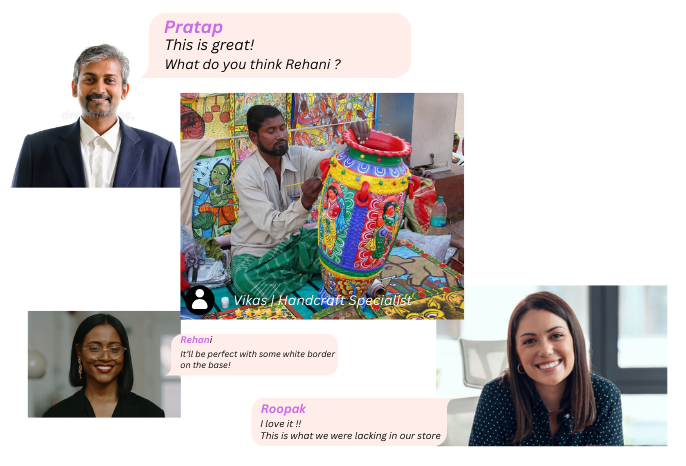 Pratap
This is great!
What do you think Rehani ?
Vikas | Handcraft Specialist
Rehani
It'll be perfect with some white border
on the base!
Roopak
I love it !!
This is what we were lacking in our store